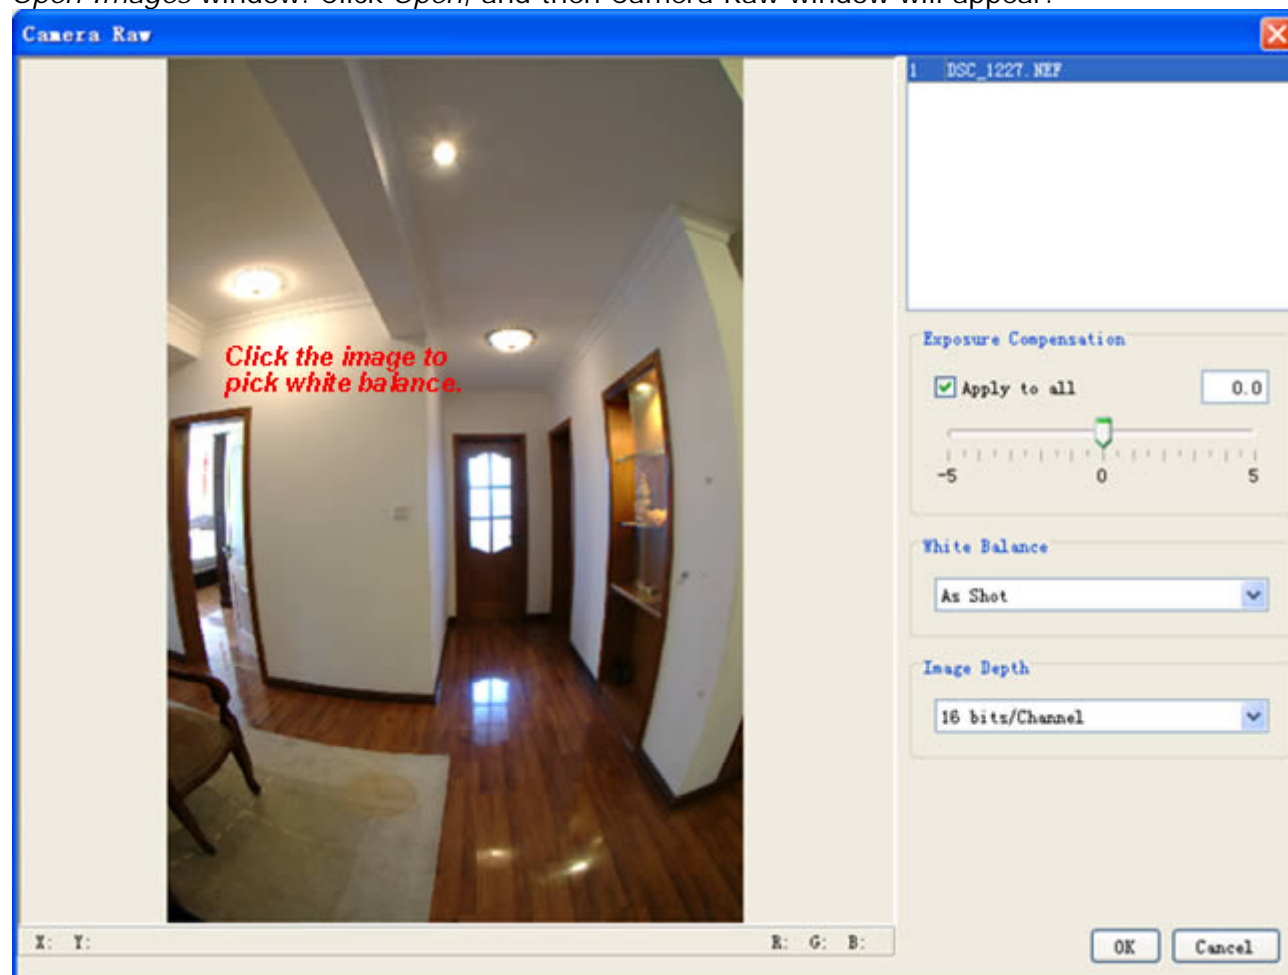 Open Images window. Click Open, and then Camera Raw window will appear.
Camera Raw
1 DSC_1227.NEF
Exposure Compensation
Click the image to
pick white balance.
Apply to all 0.0
-5 0 5
White Balance
As Shot
Image Depth
16 bits/Channel
X: Y: R: G: B:
OK Cancel